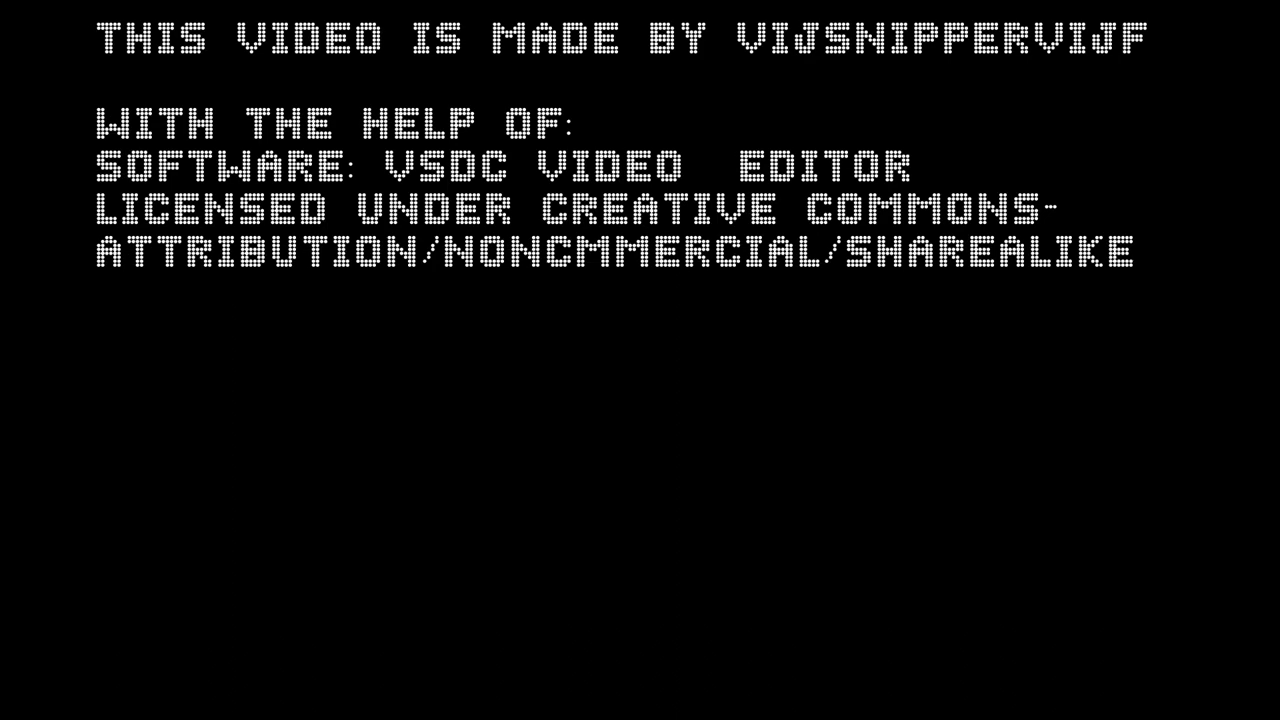 THIS VIDEO IS MADE BY VIJSNIPPERVIJF
WITH THE HELP OF:
SOFTWARE: VSDC VIDEO  EDITOR
LICENSED UNDER CREATIVE COMMONS-
ATTRIBUTION/NONCMMERCIAL/SHAREALIKE